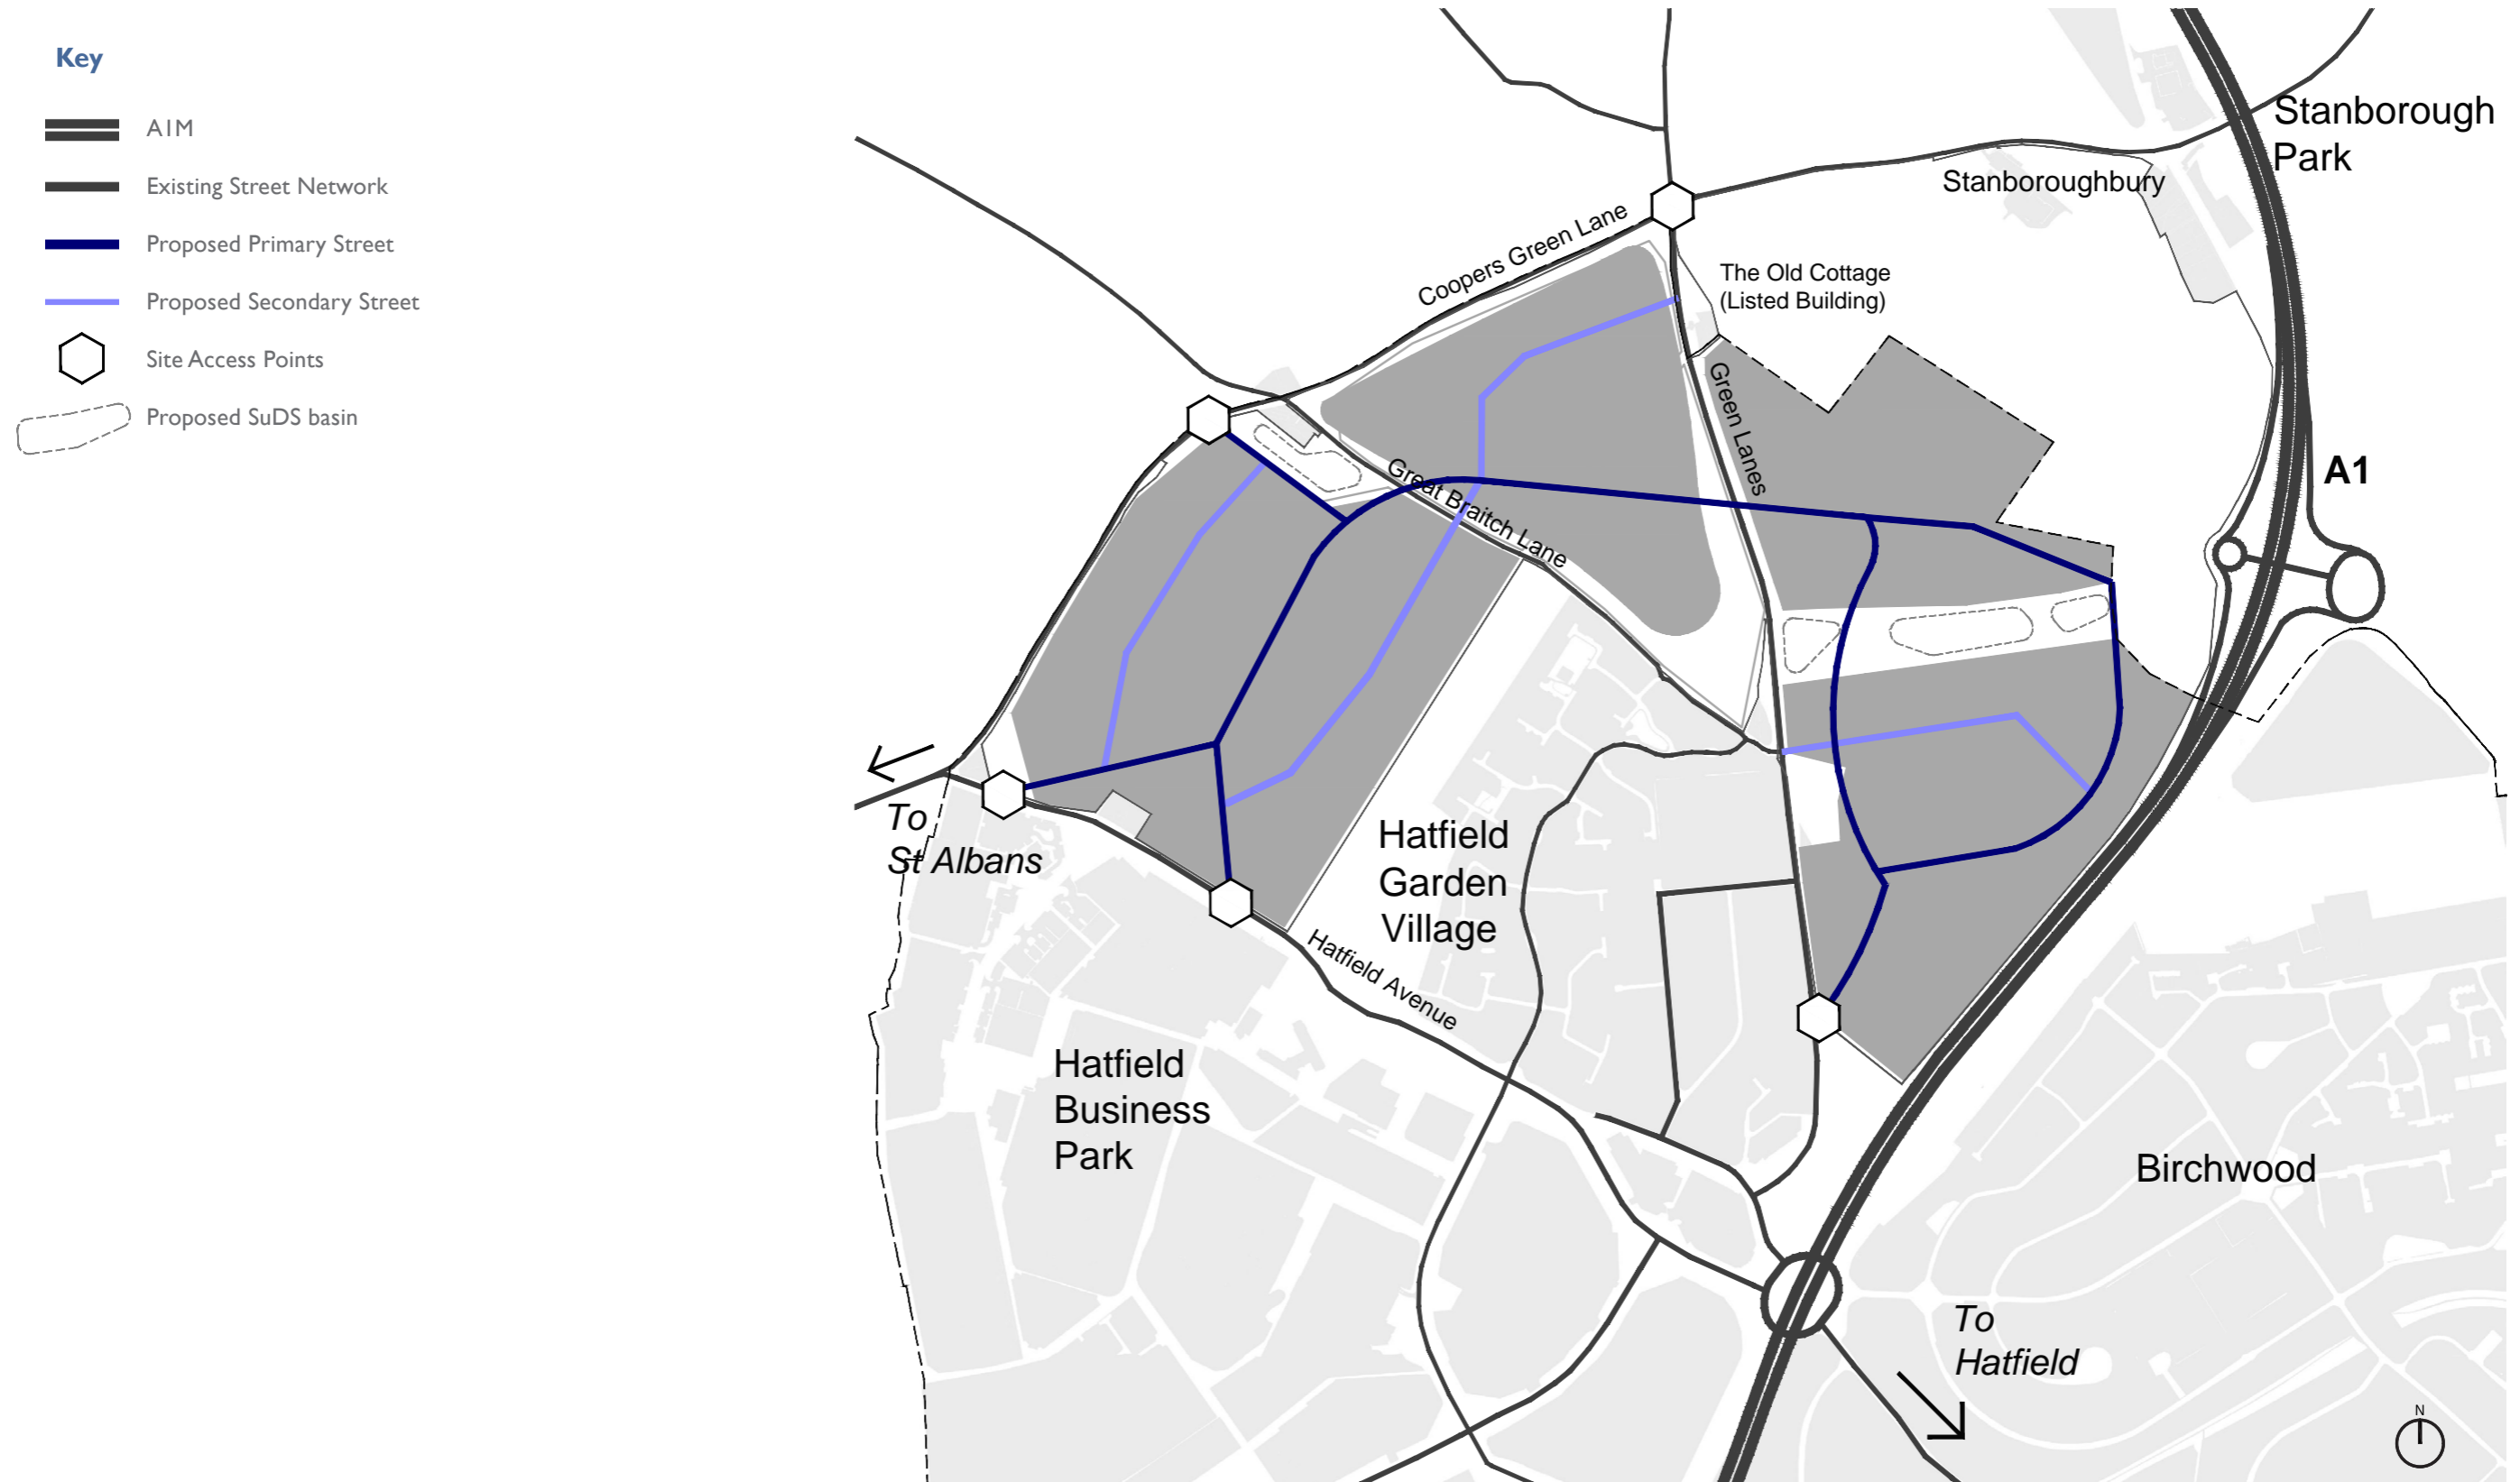 Key
A1M
Existing Street Network
Proposed Primary Street
Proposed Secondary Street
Site Access Points
Proposed SuDS basin
Stanborough
Park
Stanboroughbury
Coopers Green Lane
The Old Cottage
(Listed Building)
Green Lanes
A1
Great Braitch Lane
To
St Albans
Hatfield
Garden
Village
Hatfield Avenue
Hatfield
Business
Park
Birchwood
To
Hatfield
N